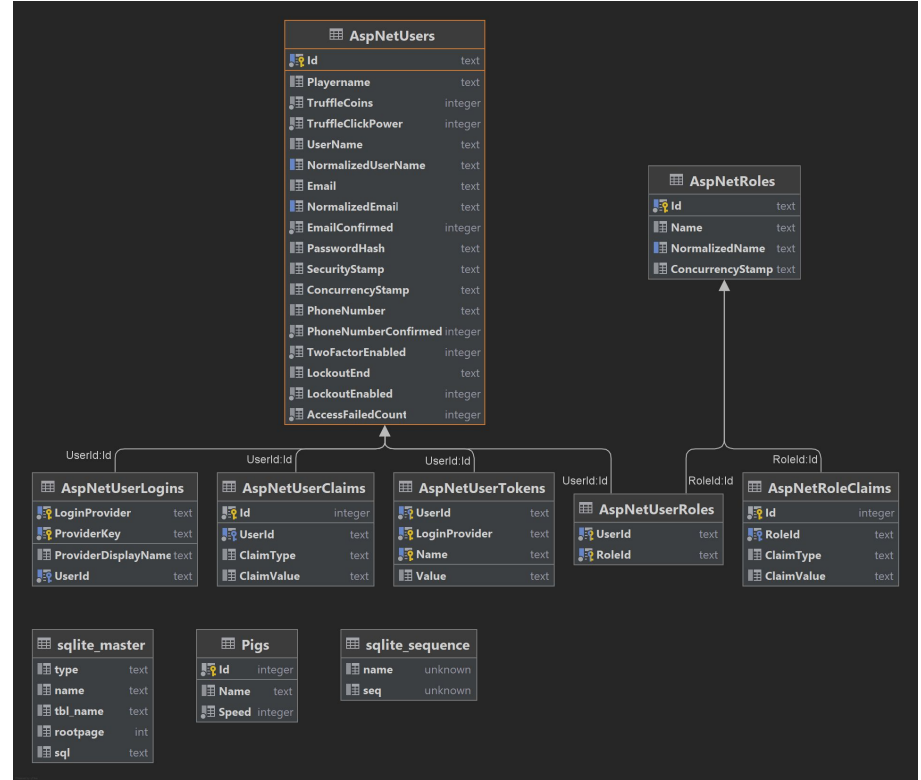 AspNetUsers
Id text
Playername text
TruffleCoins integer
TruffleClickPower integer
UserName text
NormalizedUserName text
Email text
NormalizedEmail text
EmailConfirmed integer
PasswordHash text
SecurityStamp text
ConcurrencyStamp text
PhoneNumber text
PhoneNumberConfirmed integer
TwoFactorEnabled integer
LockoutEnd text
LockoutEnabled integer
AccessFailedCount integer
AspNetRoles
Id text
Name text
NormalizedName text
ConcurrencyStamp text
UserId:Id
UserId:Id
UserId:Id
UserId:Id
RoleId:Id
RoleId:Id
AspNetUserLogins
LoginProvider text
ProviderKey text
ProviderDisplayName text
UserId text
AspNetUserClaims
Id integer
UserId text
ClaimType text
ClaimValue text
AspNetUserTokens
UserId text
LoginProvider text
Name text
Value text
AspNetUserRoles
UserId text
RoleId text
AspNetRoleClaims
Id integer
RoleId text
ClaimType text
ClaimValue text
sqlite_master
type text
name text
tbl_name text
rootpage int
sql text
Pigs
Id integer
Name text
Speed integer
sqlite_sequence
name unknown
seq unknown